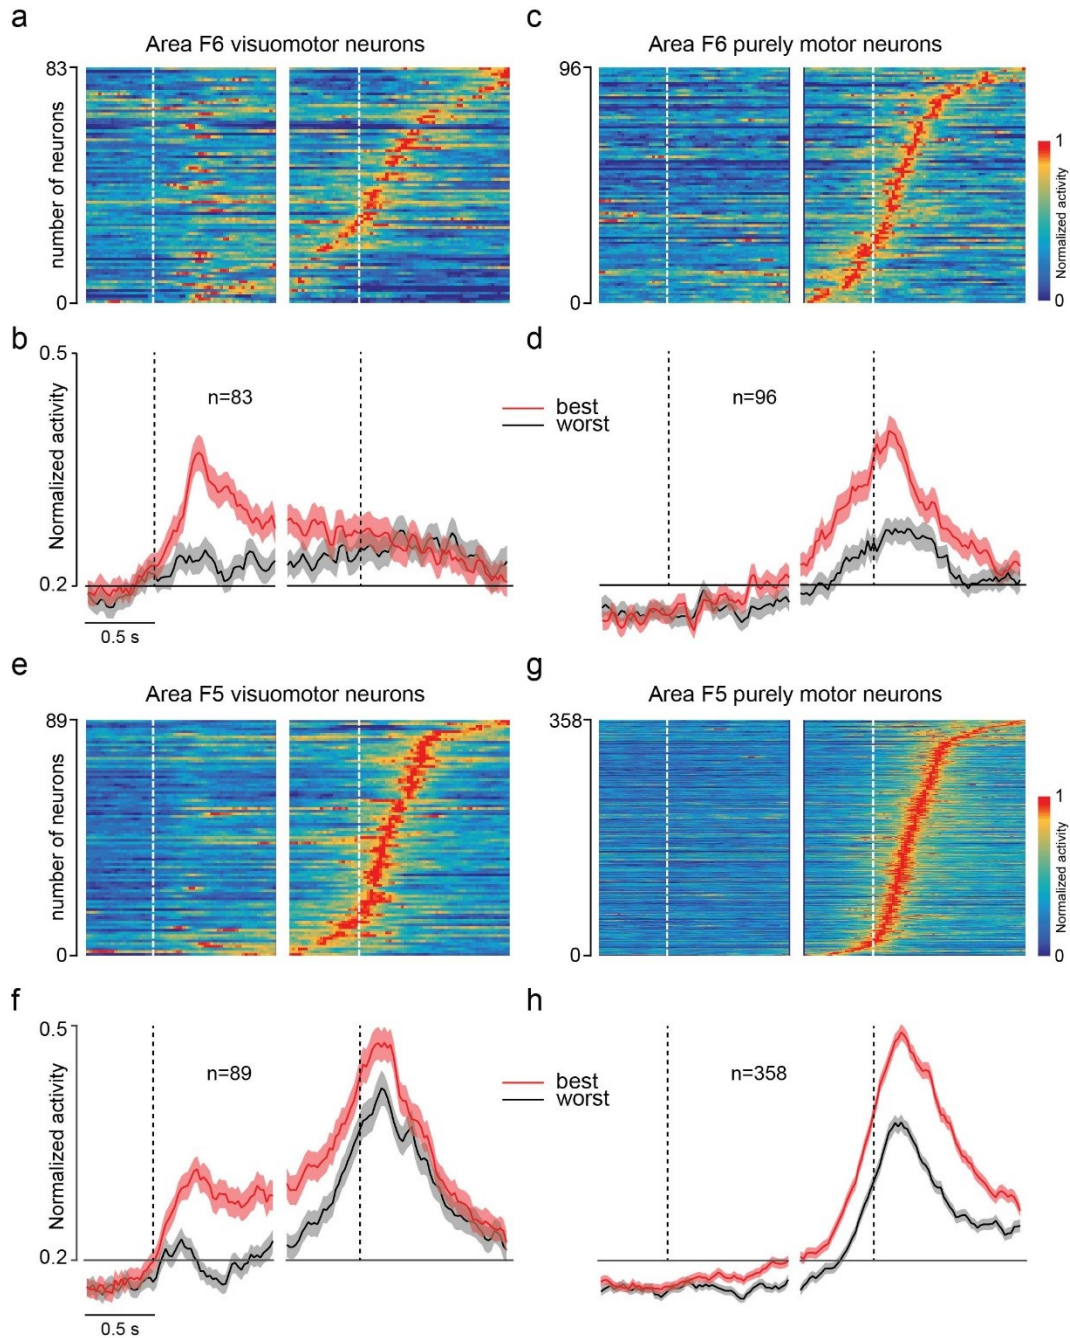 a
Area F6 visuomotor neurons
83
number of neurons
0
c
Area F6 purely motor neurons
96
0
1
Normalized activity
0
b
0.5
Normalized activity
0.2
n=83
0.5 s
best
worst
d
n=96
e
Area F5 visuomotor neurons
89
number of neurons
0
g
Area F5 purely motor neurons
358
0
1
Normalized activity
0
f
0.5
Normalized activity
0.2
n=89
0.5 s
best
worst
h
n=358